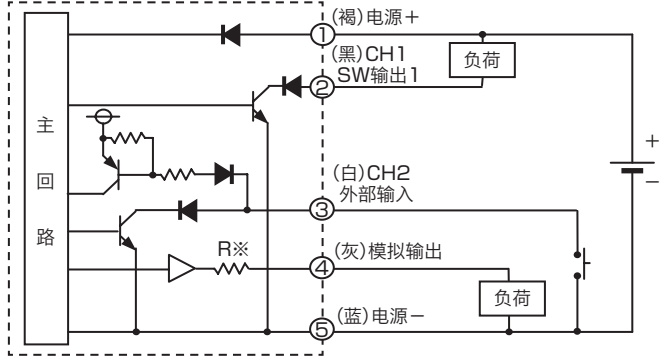 ①
(褐)电源＋
(黑)CH1
②
SW输出1
负荷
主
回
路
＋
－
(白)CH2
③
外部输入
R※
④
(灰)模拟输出
负荷
⑤
(蓝)电源－